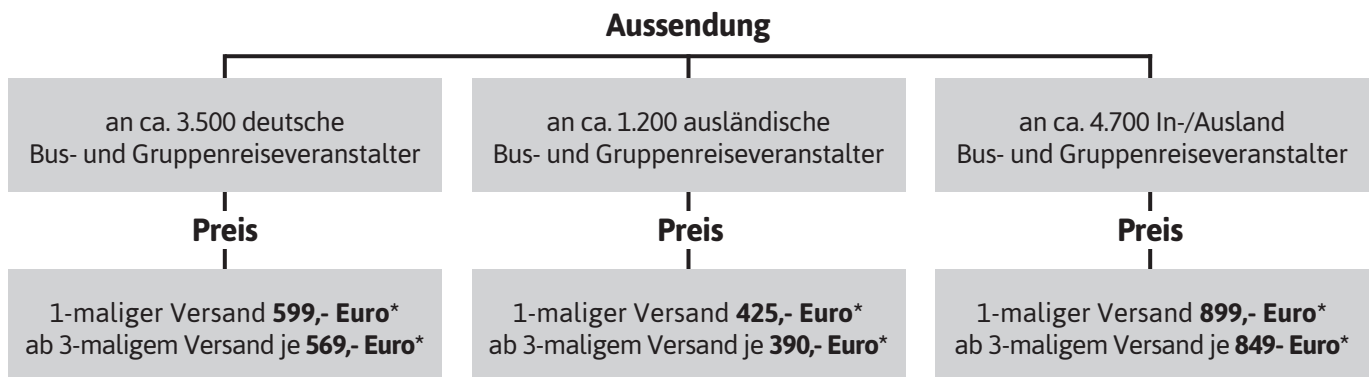 Aussendung
an ca. 3.500 deutsche
Bus- und Gruppenreiseveranstalter
Preis
1-maliger Versand 599,- Euro*
ab 3-maligem Versand je 569,- Euro*
an ca. 1.200 ausländische
Bus- und Gruppenreiseveranstalter
Preis
1-maliger Versand 425,- Euro*
ab 3-maligem Versand je 390,- Euro*
an ca. 4.700 In-/Ausland
Bus- und Gruppenreiseveranstalter
Preis
1-maliger Versand 899,- Euro*
ab 3-maligem Versand je 849- Euro*